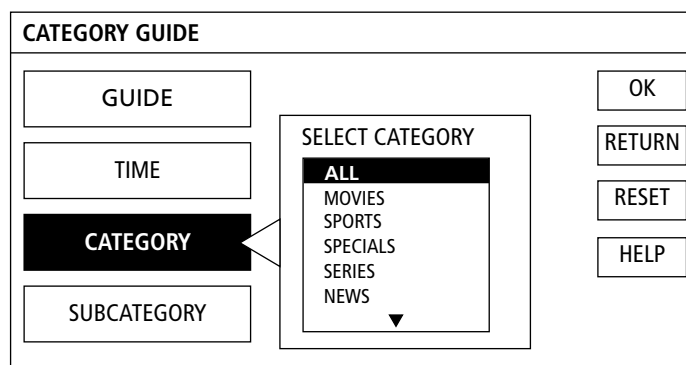 CATEGORY GUIDE
GUIDE
TIME
CATEGORY
SUBCATEGORY
SELECT CATEGORY
ALL
MOVIES
SPORTS
SPECIALS
SERIES
NEWS
OK
RETURN
RESET
HELP